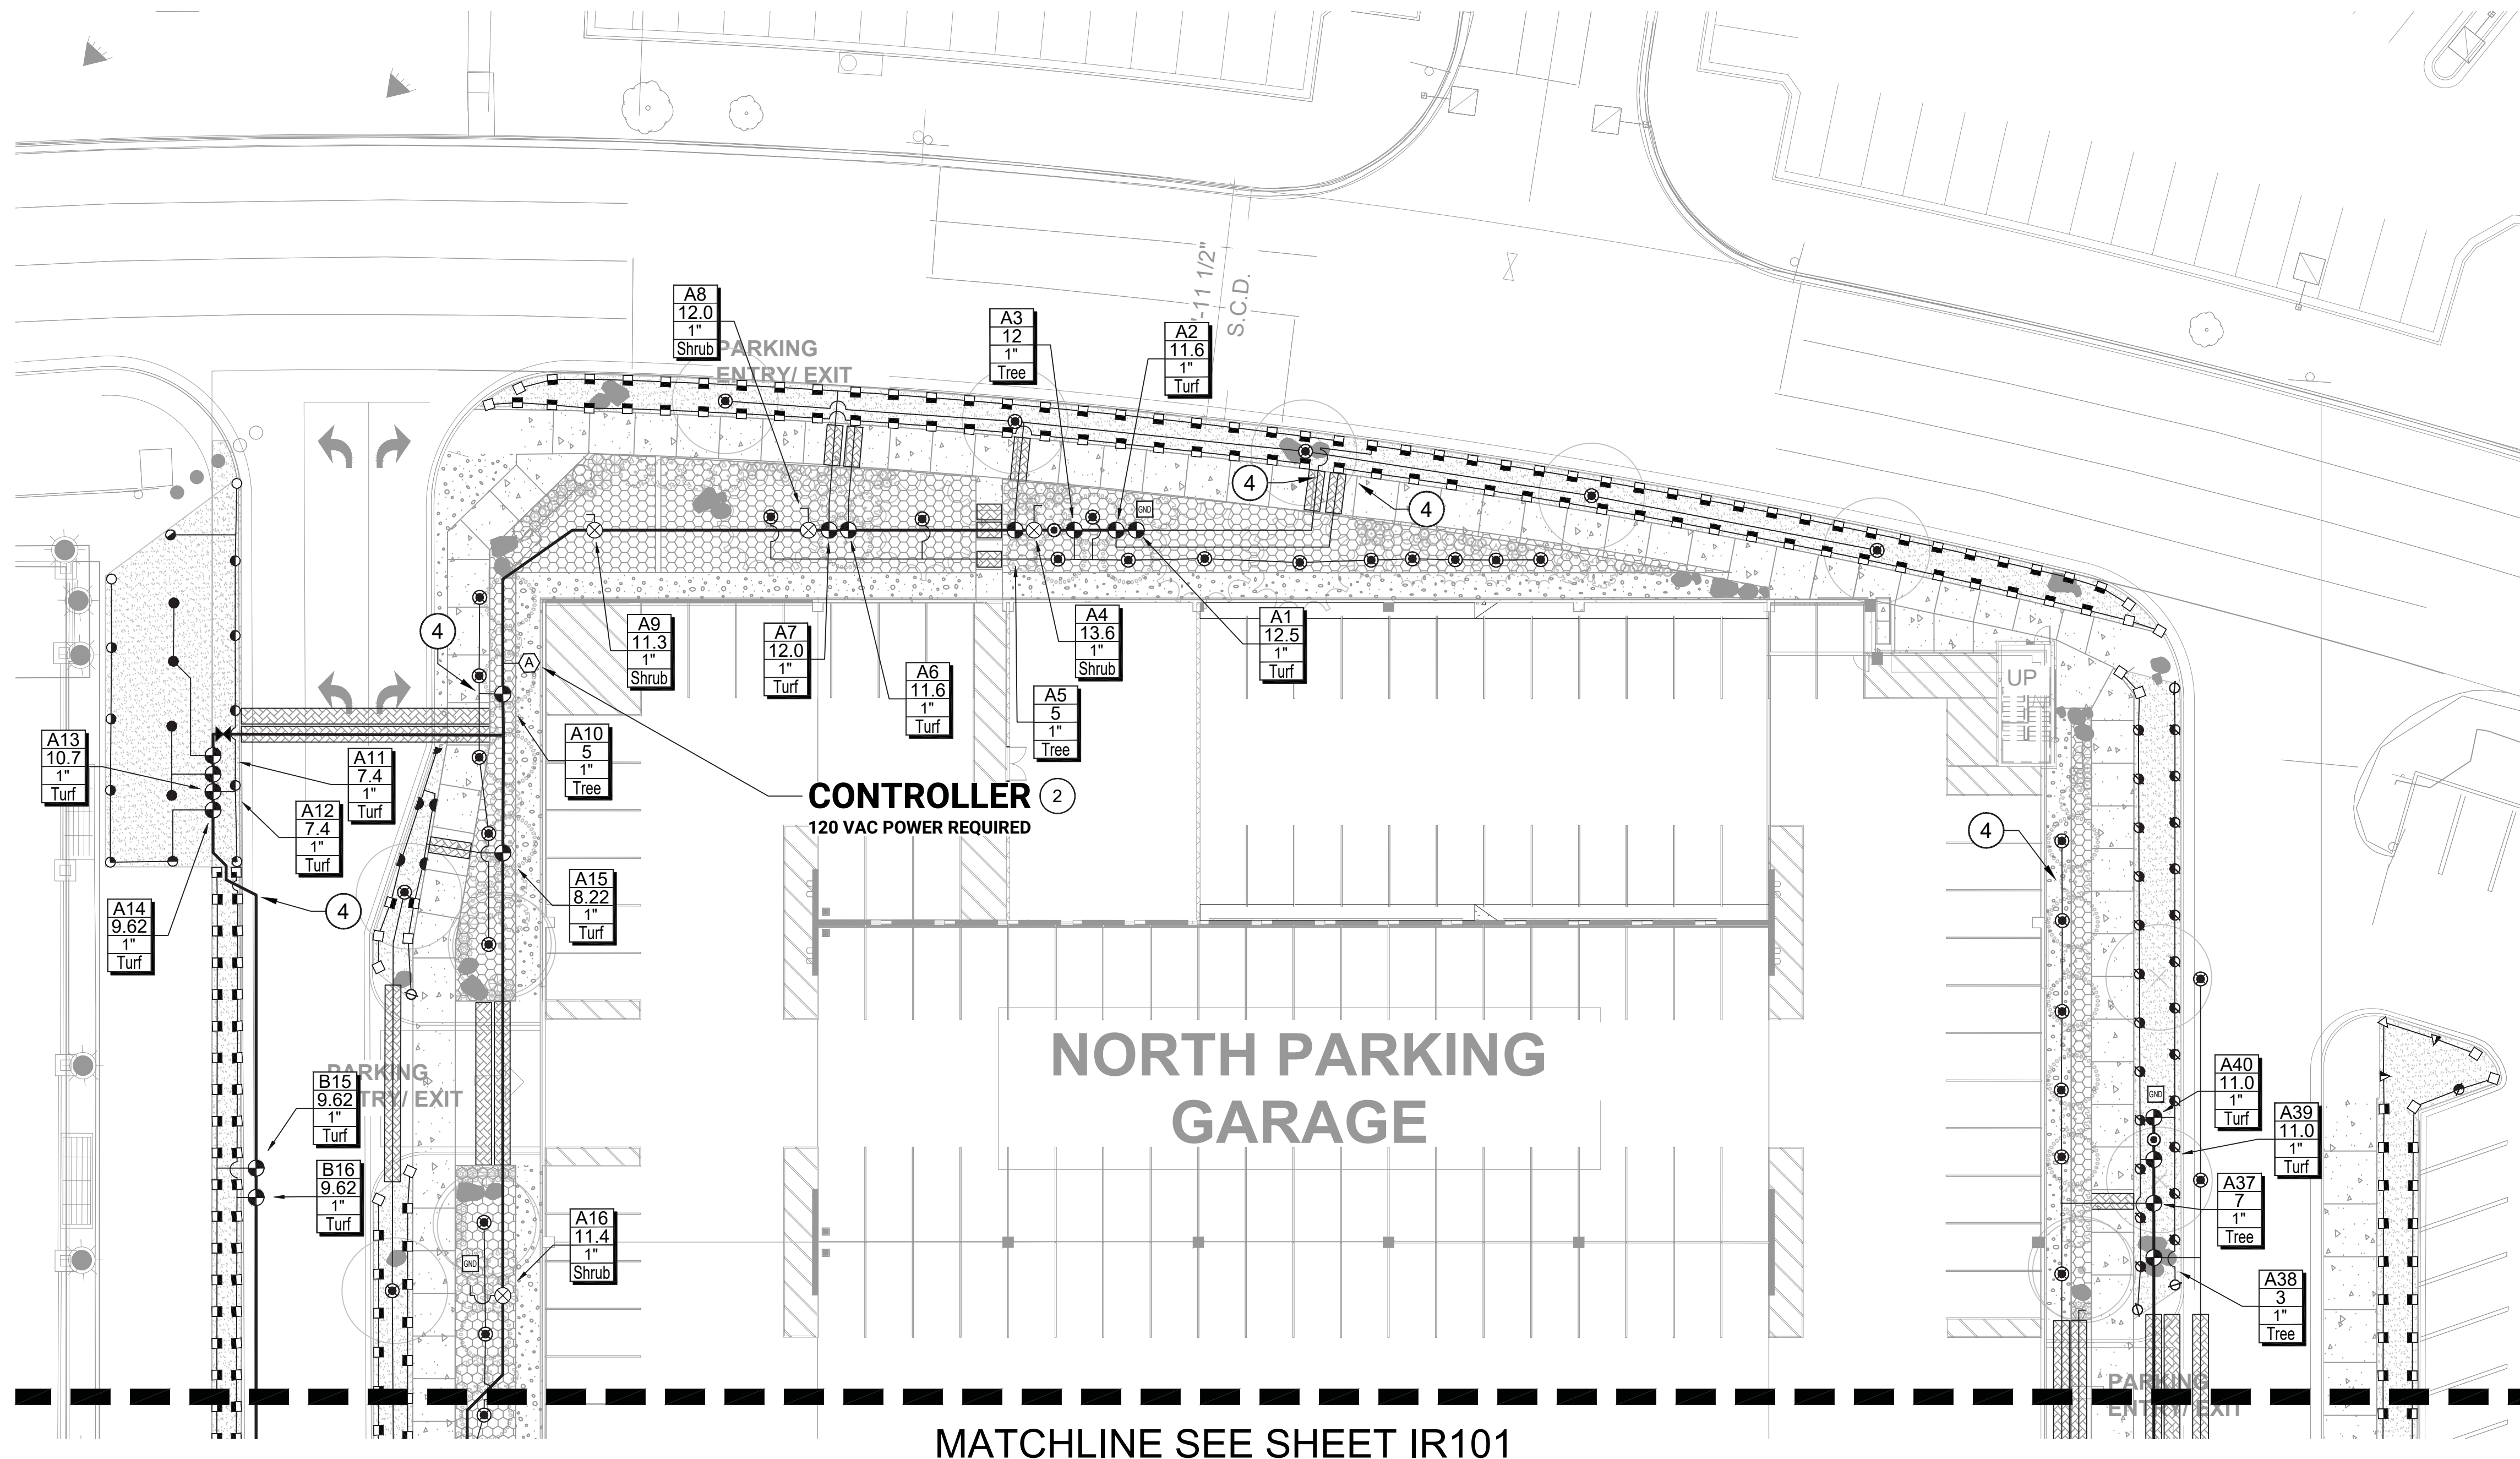 '-11 1/2"
S.C.D.
A8
12.0
1"
Shrub
PARKING
ENTRY/ EXIT
A3
12
1"
Tree
A2
11.6
1"
Turf
4
4
GND
4
A9
11.3
1"
Shrub
A7
12.0
1"
Turf
A6
11.6
1"
Turf
A4
13.6
1"
Shrub
A1
12.5
1"
Turf
A
A5
5
1"
Tree
UP
A13
10.7
1"
Turf
A11
7.4
1"
Turf
A12
7.4
1"
Turf
A10
5
1"
Tree
CONTROLLER 2
120 VAC POWER REQUIRED
4
A15
8.22
1"
Turf
A14
9.62
1"
Turf
4
NORTH PARKING
GARAGE
PARKING
TRY/ EXIT
B15
9.62
1"
Turf
B16
9.62
1"
Turf
GND
A16
11.4
1"
Shrub
GND
A40
11.0
1"
Turf
A39
11.0
1"
Turf
A37
7
1"
Tree
A38
3
1"
Tree
PARKING
ENTRY/ EXIT
MATCHLINE SEE SHEET IR101